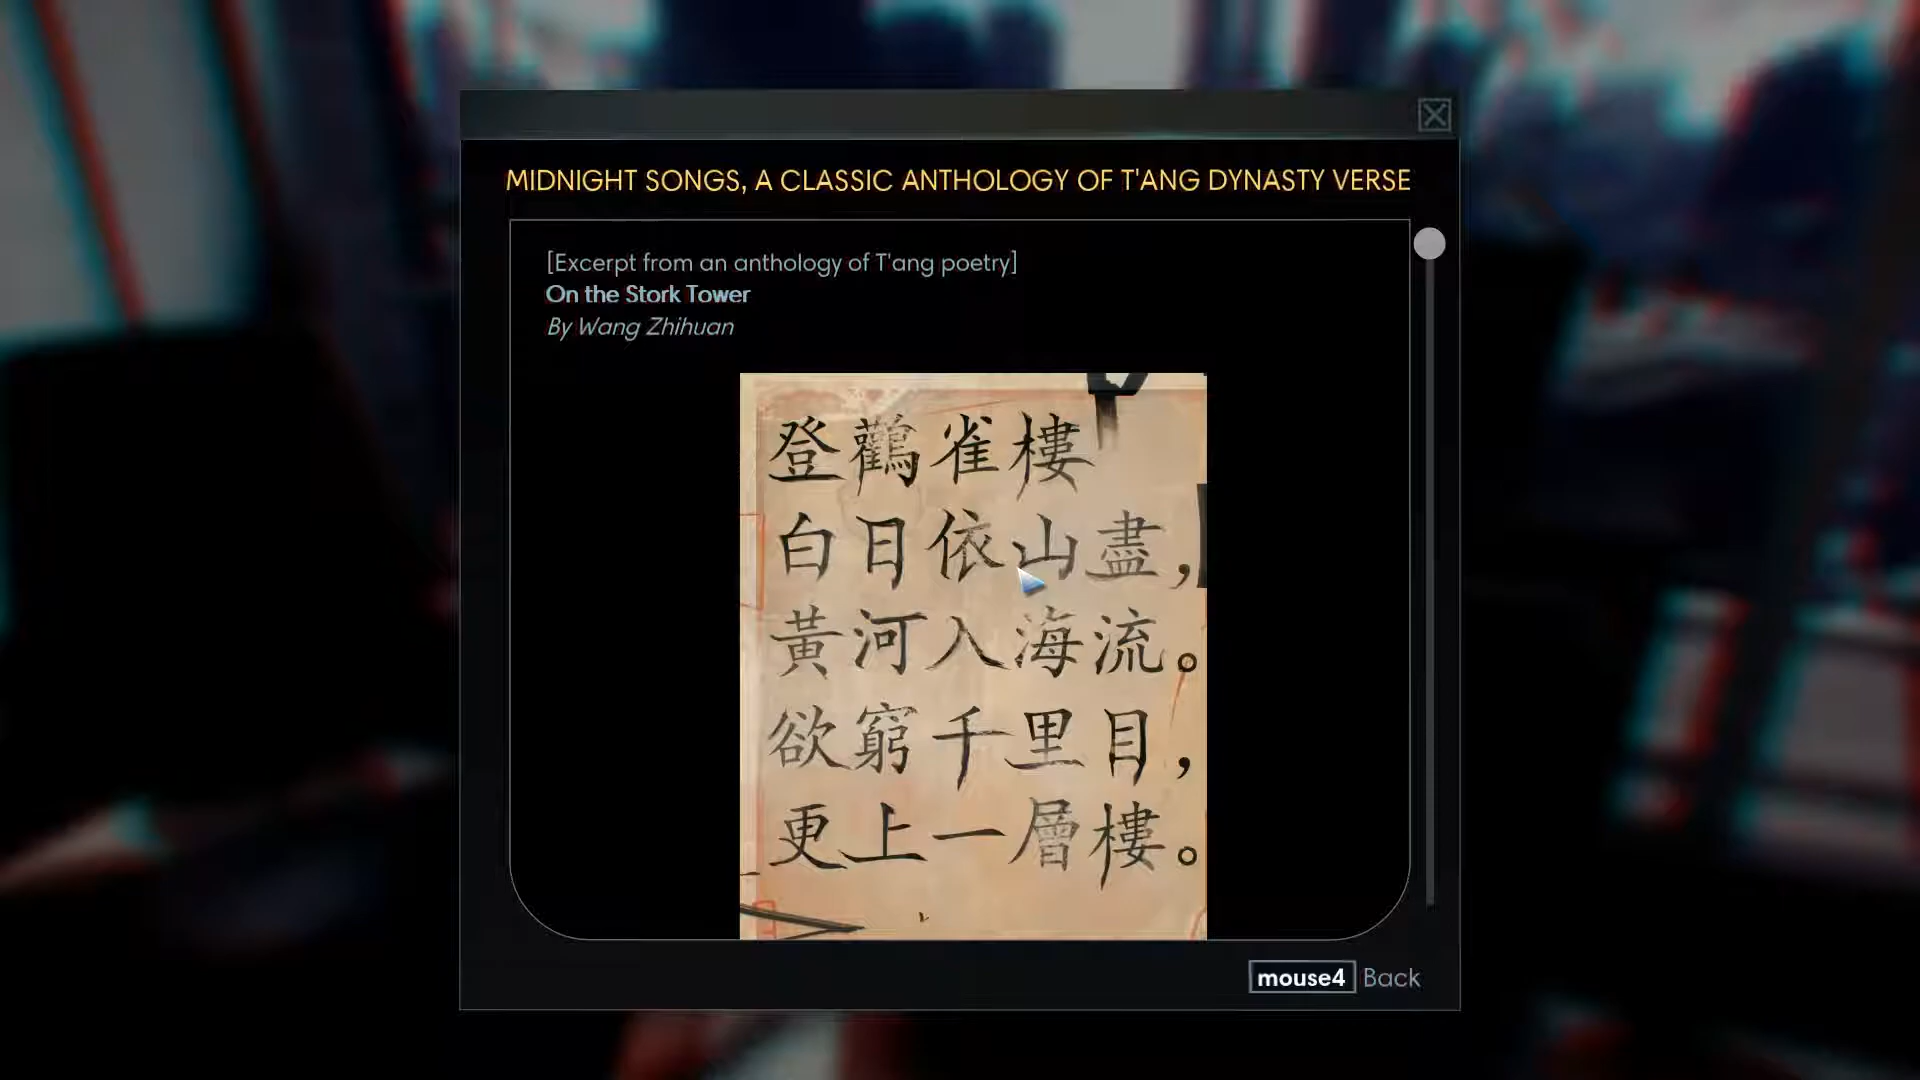 MIDNIGHT SONGS, A CLASSIC ANTHOLOGY OF T'ANG DYNASTY VERSE
[Excerpt from an anthology of T'ang poetry]
On the Stork Tower
By Wang Zhihuan
登鸛雀樓
白日依山盡，
黃河入海流。
欲窮千里目，
更上一層樓。
mouse4 Back